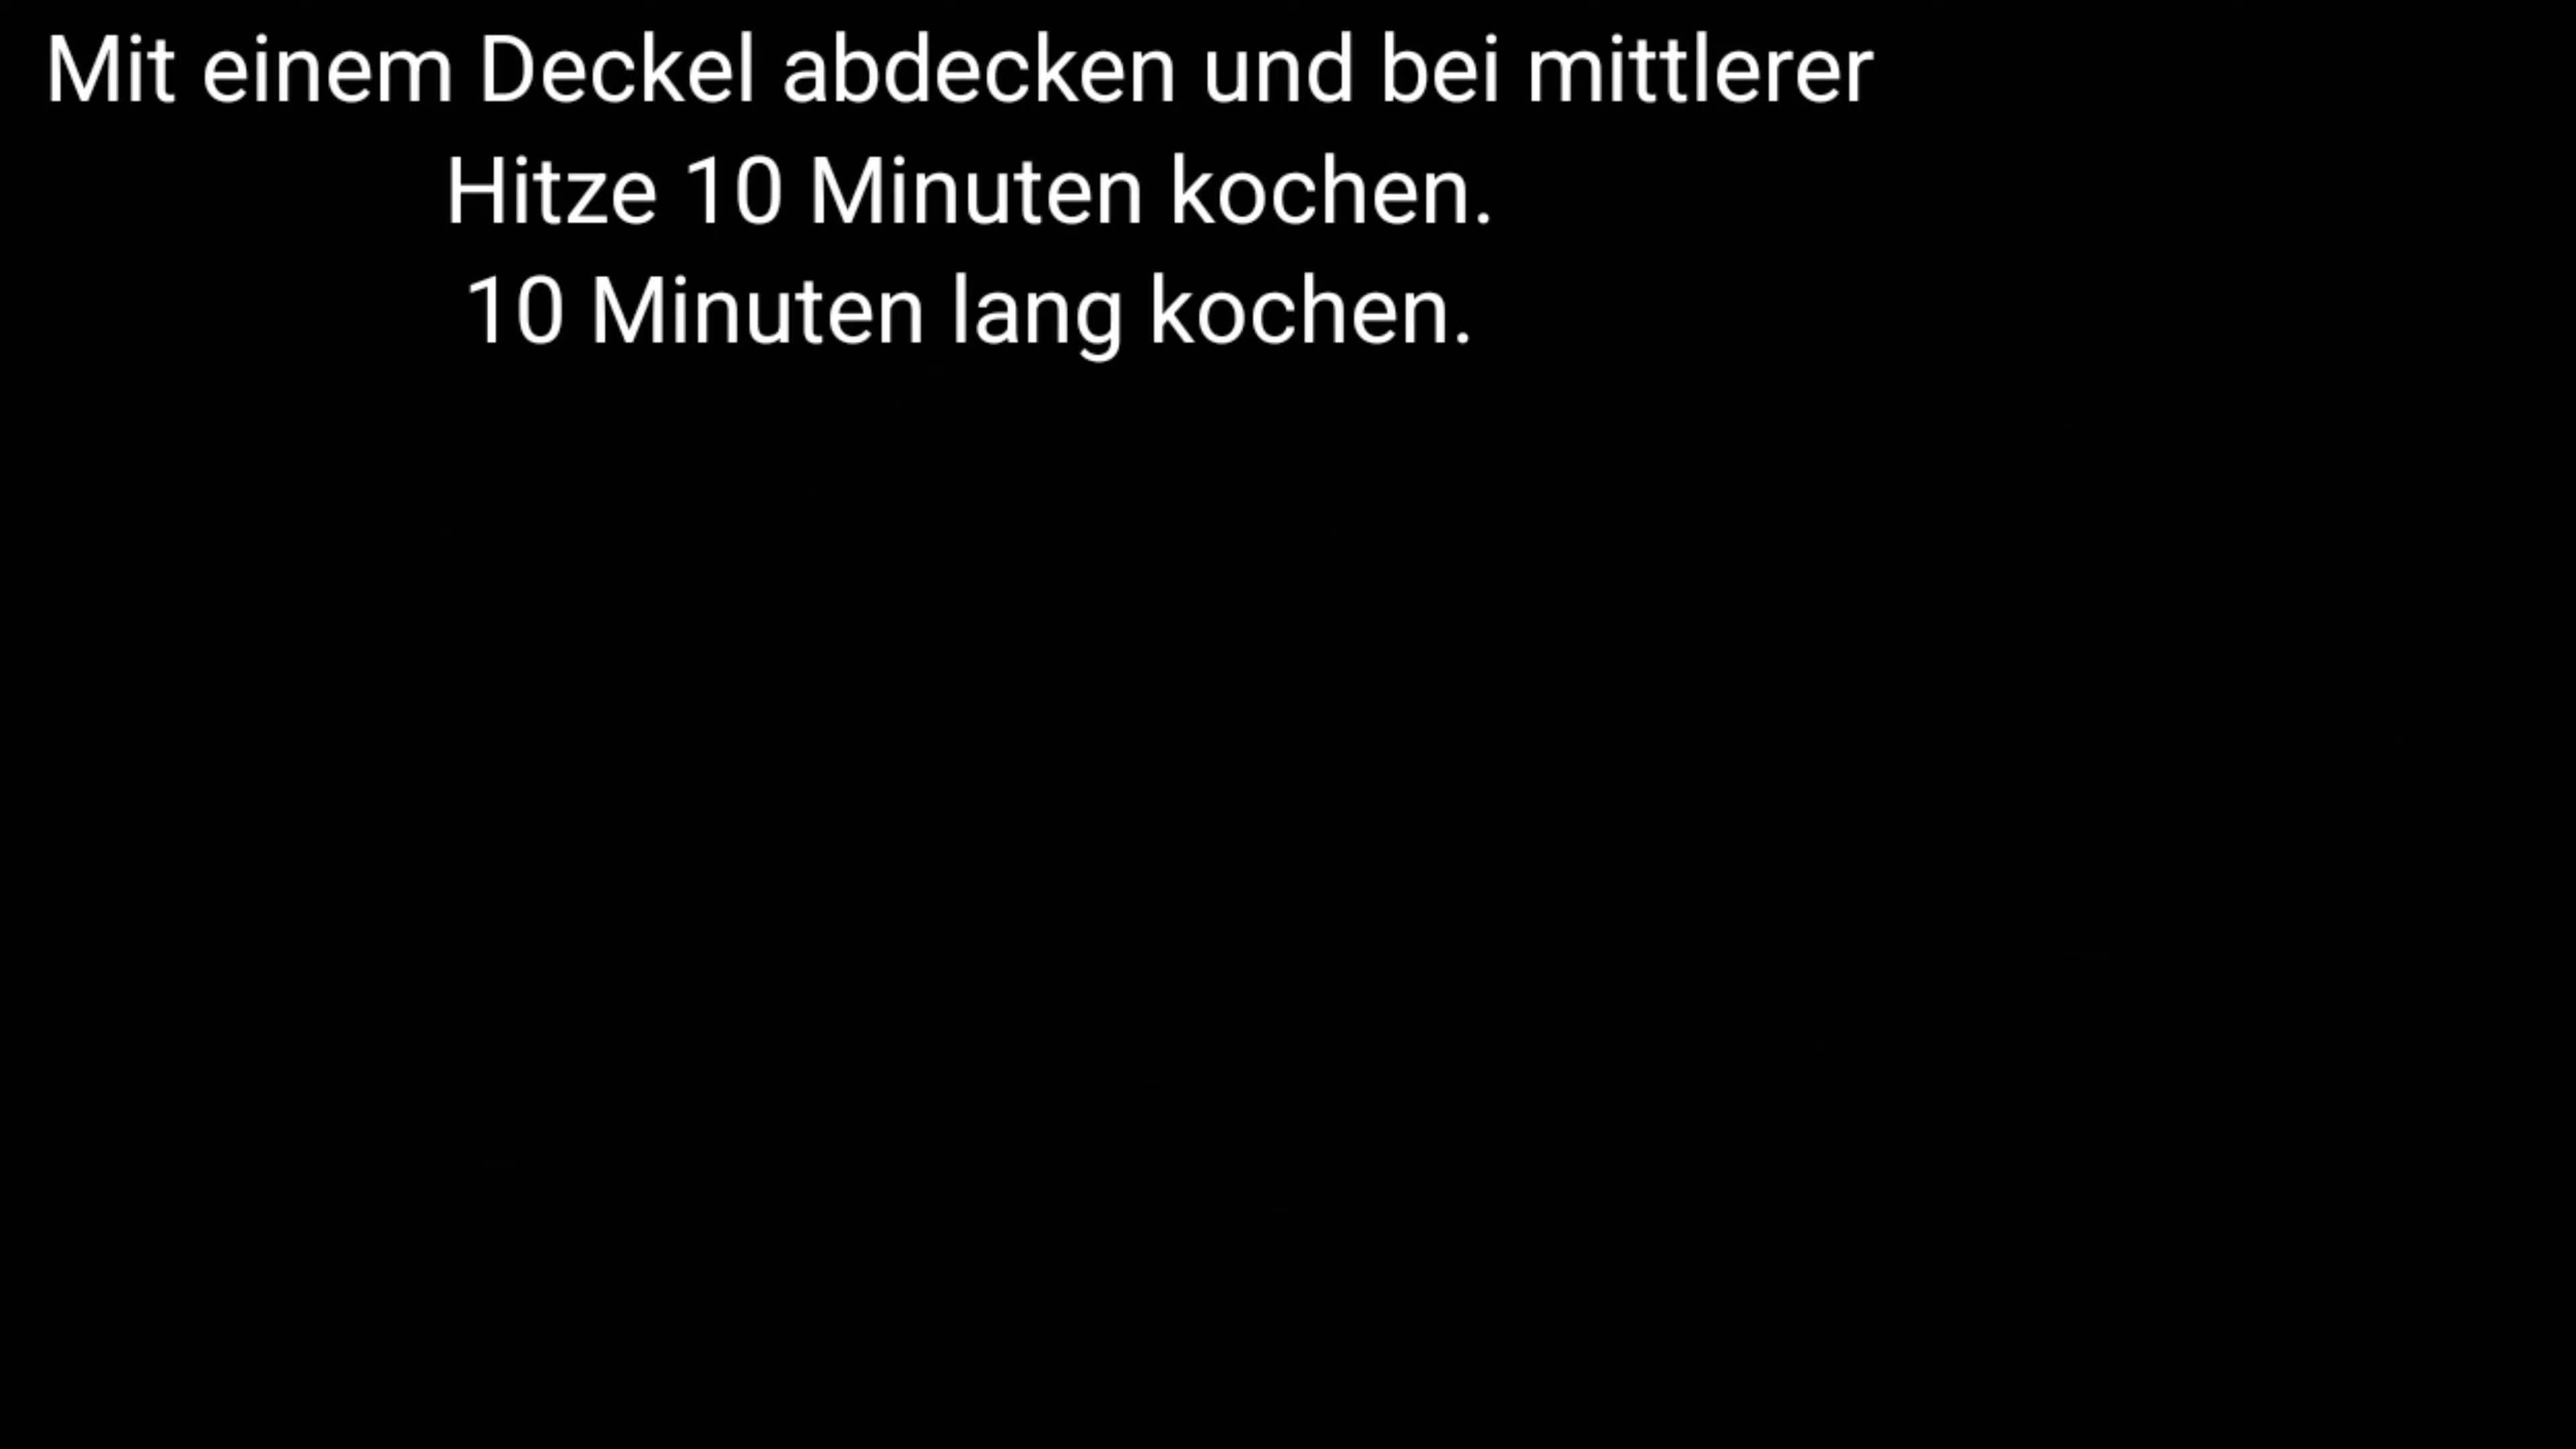 Mit einem Deckel abdecken und bei mittlerer
Hitze 10 Minuten kochen.
10 Minuten lang kochen.